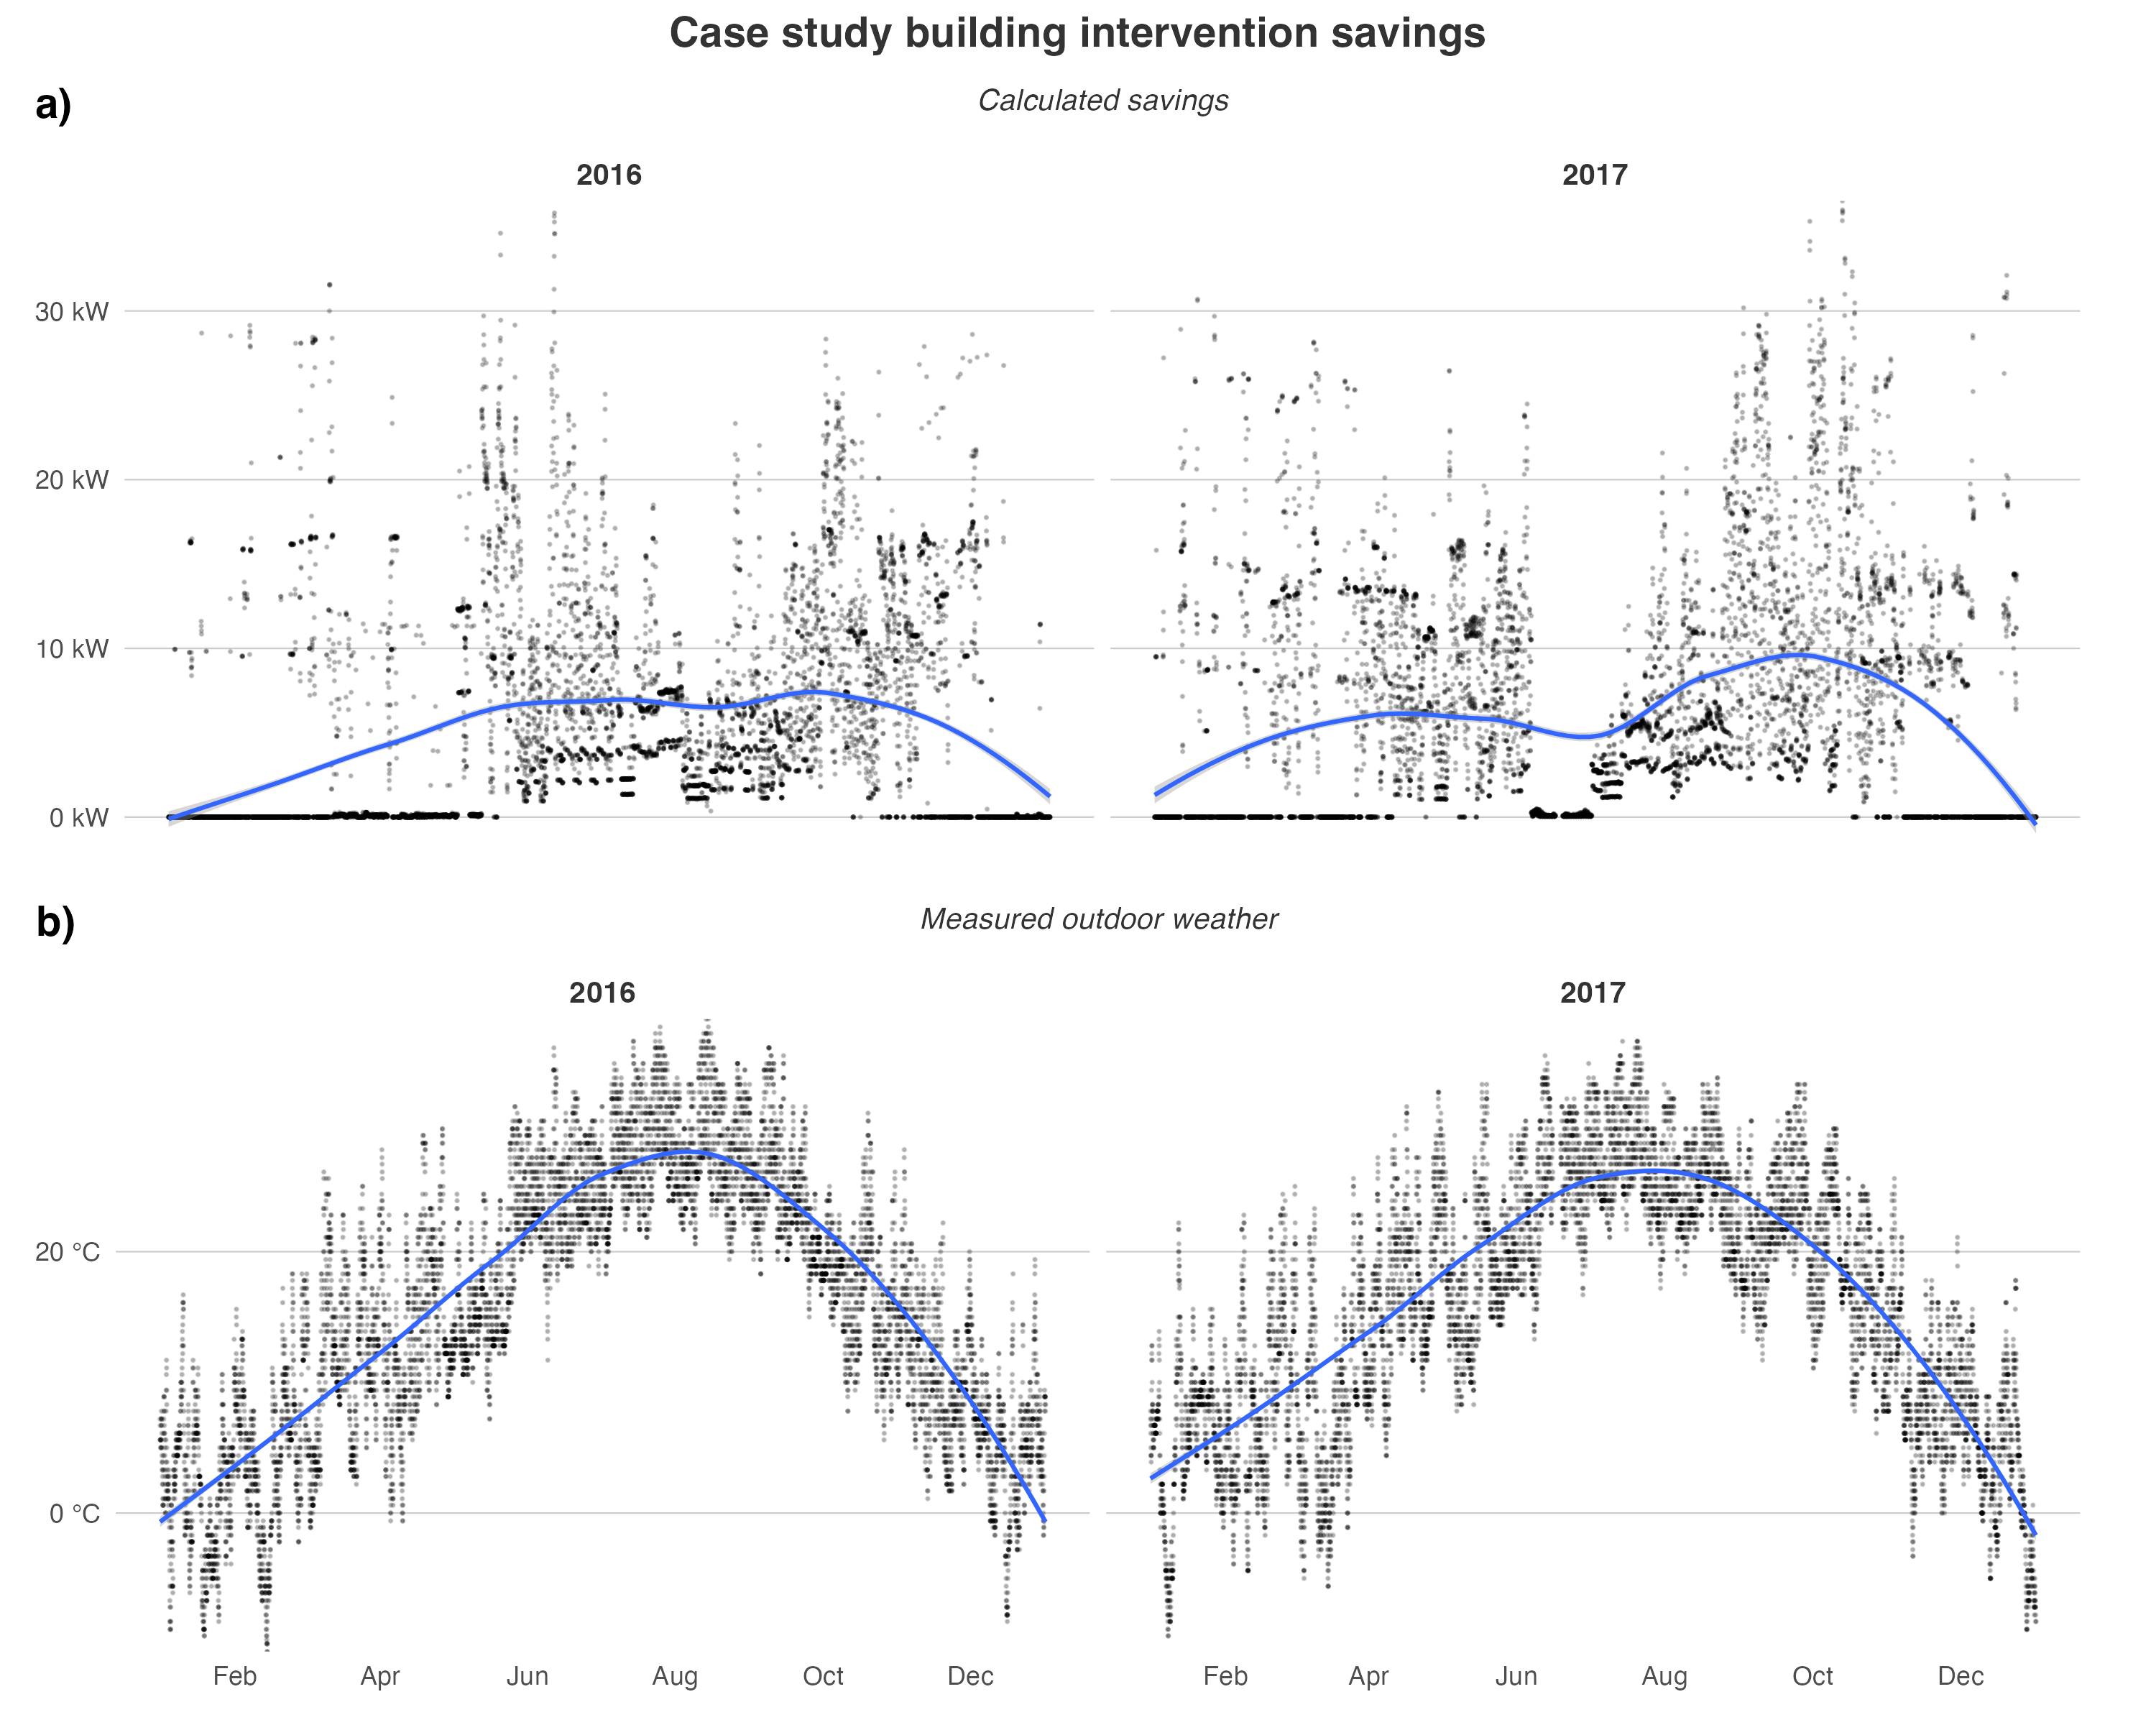 Case study building intervention savings
a)
Calculated savings
2016 2017
30 kW
20 kW
10 kW
0 kW
b)
Measured outdoor weather
2016 2017
20 °C
0 °C
Feb Apr Jun Aug Oct Dec Feb Apr Jun Aug Oct Dec